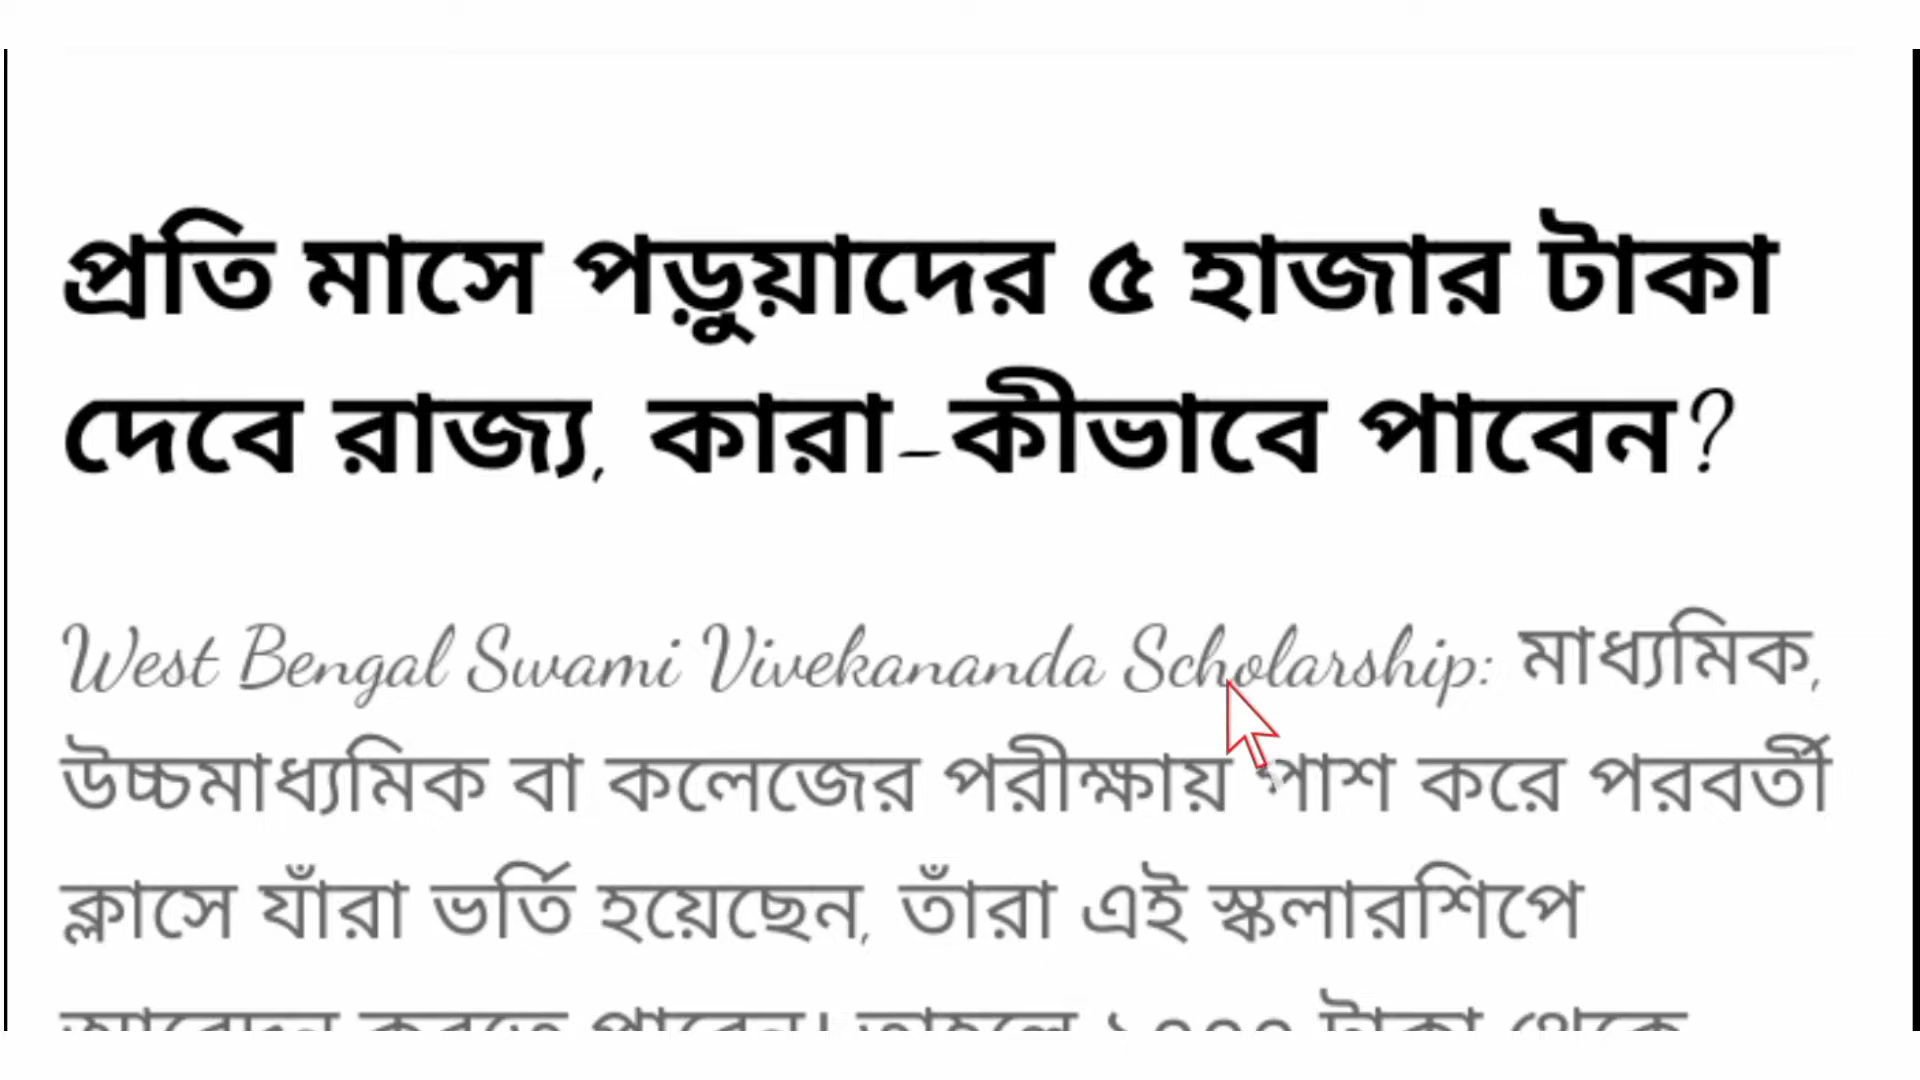 প্রতি মাসে পড়ুয়াদের ৫ হাজার টাকা
দেবে রাজ্য, কারা-কীভাবে পাবেন?
West Bengal Swami Vivekananda Scholarship: মাধ্যমিক,
উচ্চমাধ্যমিক বা কলেজের পরীক্ষায় পাশ করে পরবর্তী
ক্লাসে যাঁরা ভর্তি হয়েছেন, তাঁরা এই স্কলারশিপে